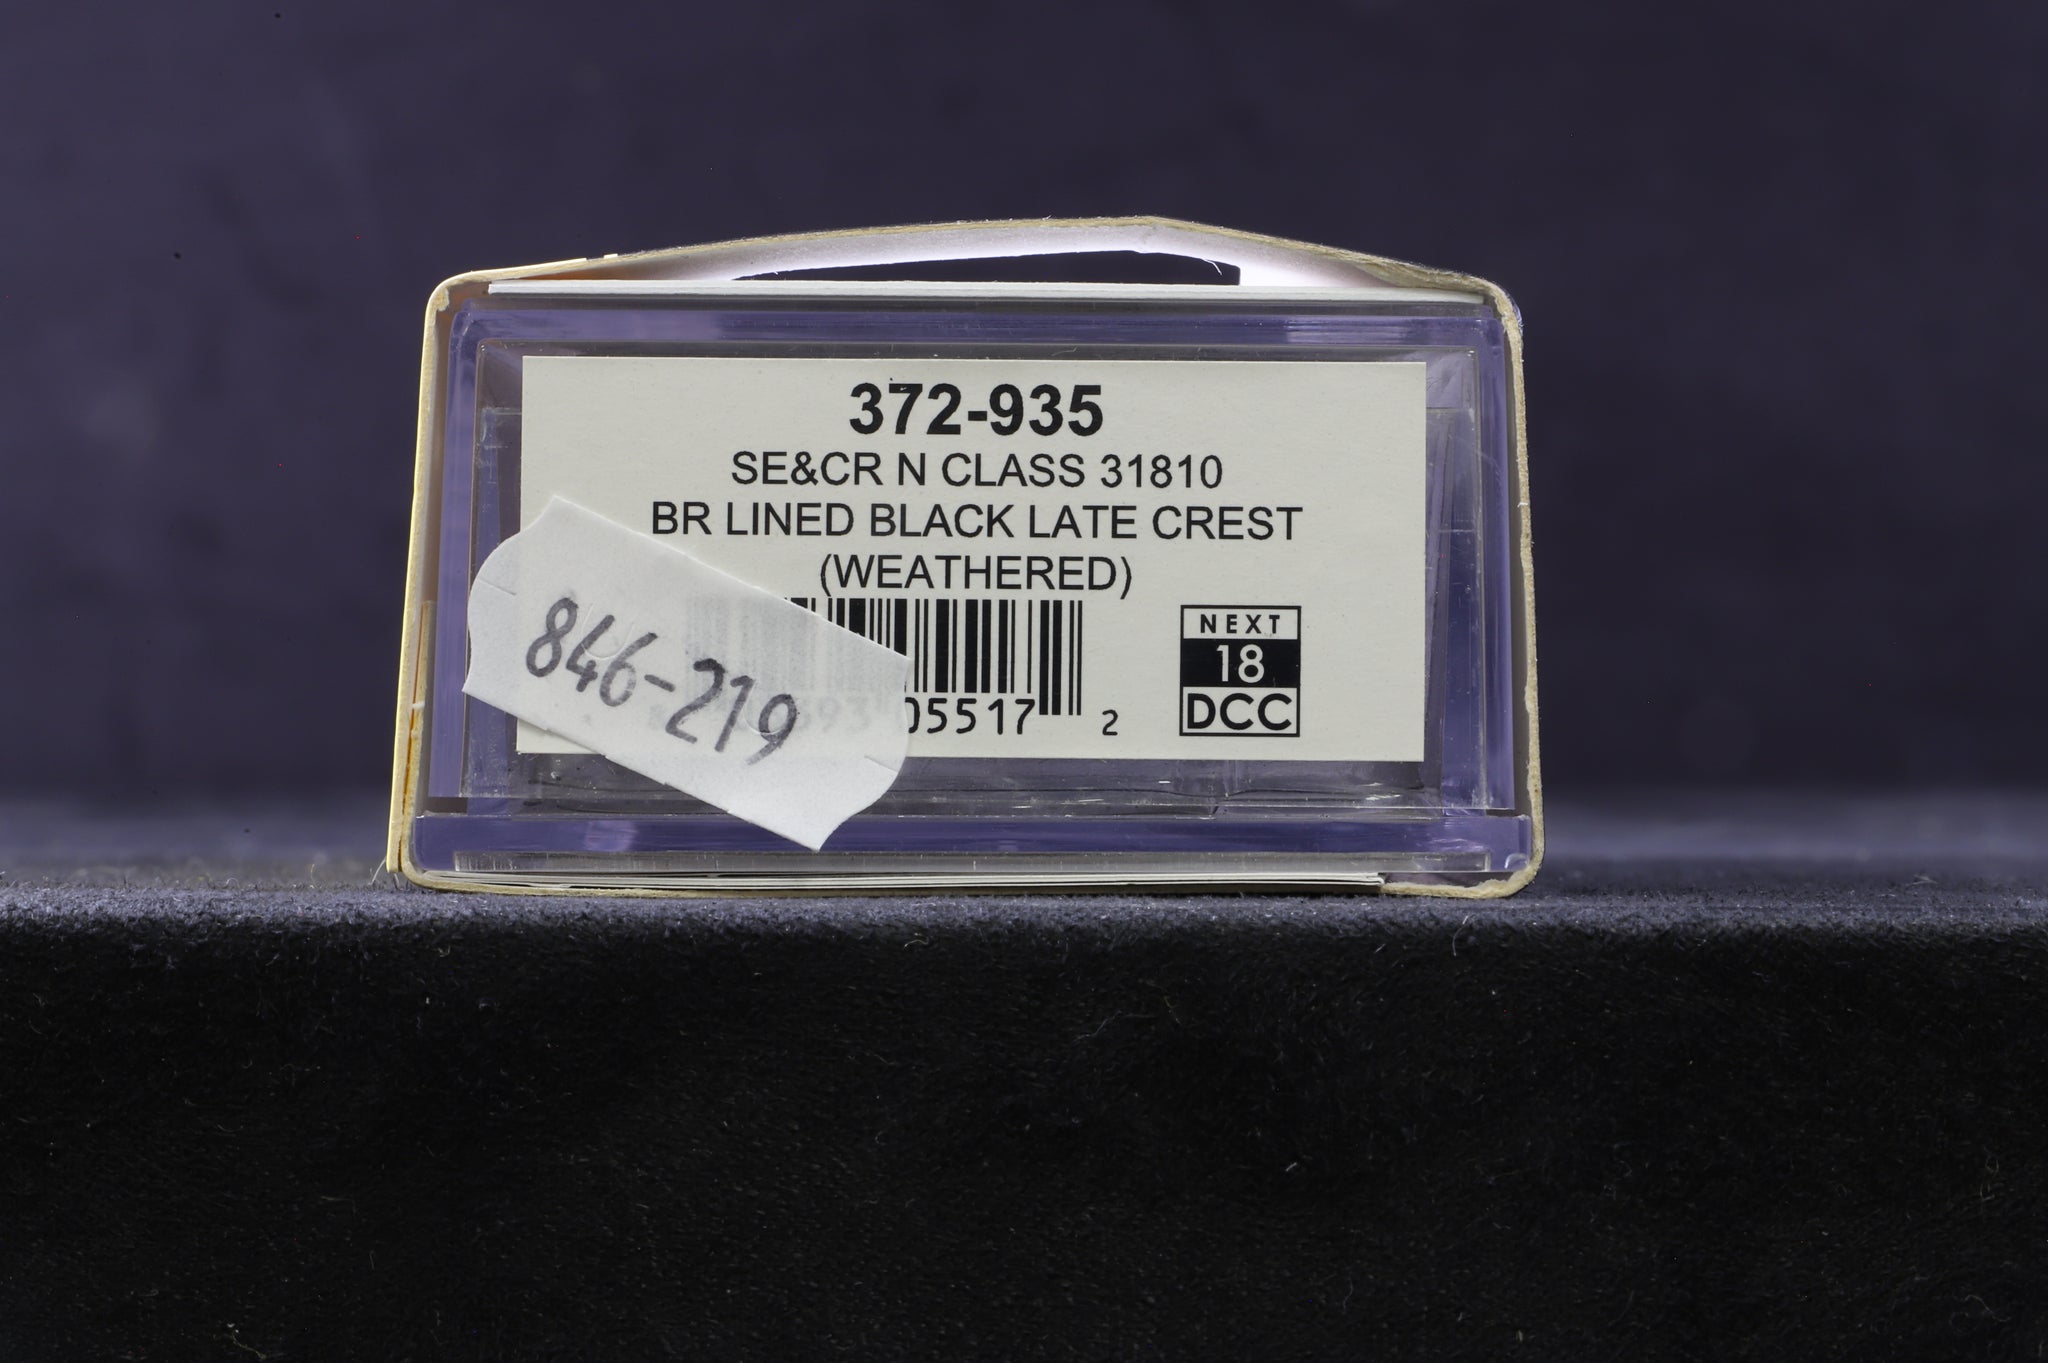 372-935
SE&CR N CLASS 31810
BR LINED BLACK LATE CREST
(WEATHERED)
846-219
05517 2
NEXT
18
DCC